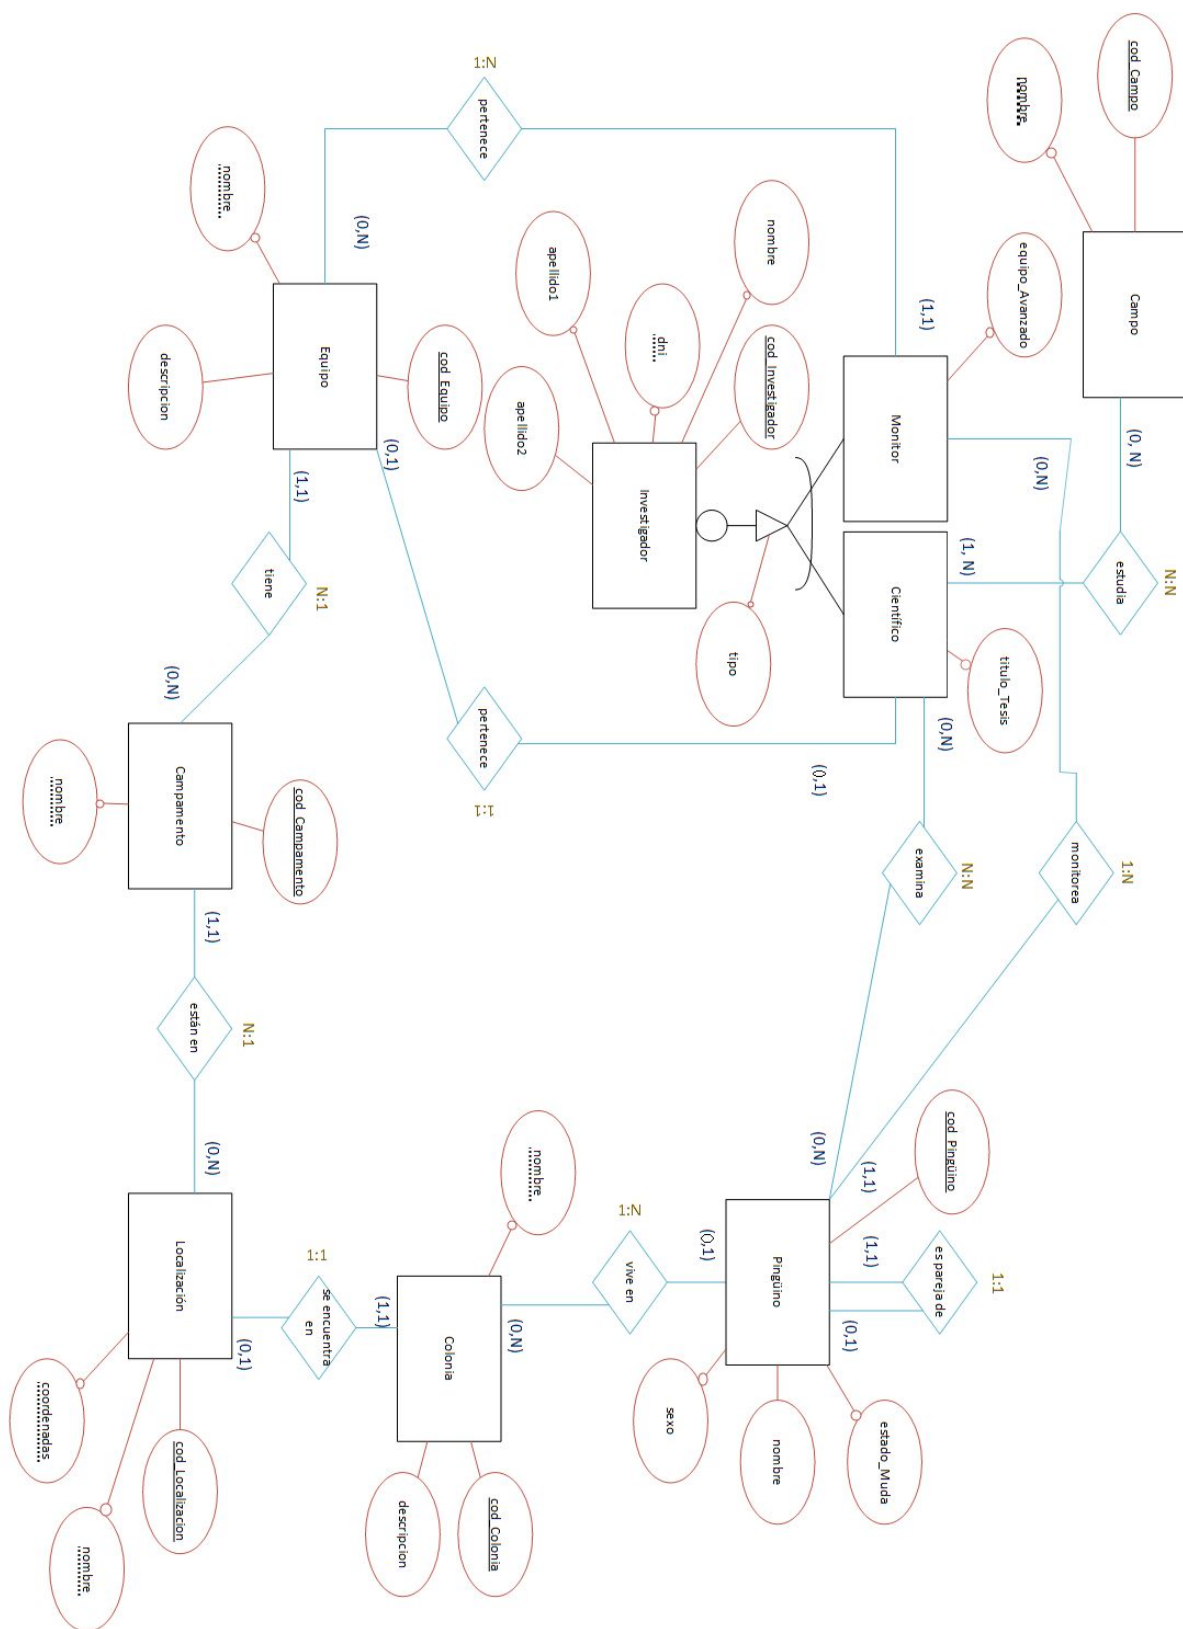 cod_Campo
nombre
Campo
(0, N)
estudia
N:N
monitorea
1:N
es pareja de
1:1
equipo_Avanzado
(0,N)
titulo_Tesis
(1, N)
(0,N)
cod_Pingüino
(1,1)
Monitor
Científico
examina
N:N
(1,1)
(1,1)
(0,1)
estado_Muda
(0,1)
(0,N)
Pingüino
nombre
sexo
nombre
cod_Investigador
tipo
(0,1)
dni
Investigador
apellido1
apellido2
vive en
1:N
1:N
pertenece
pertenece
1:1
nombre
(0,N)
cod_Colonia
Colonia
descripcion
(1,1)
cod_Equipo
(0,1)
(0,N)
Equipo
(1,1)
nombre
descripcion
tiene
N:1
cod_Campamento
se encuentra
en
1:1
(0,N)
Campamento
nombre
(1,1)
están en
N:1
(0,N)
(0,1)
Localización
cod_Localizacion
nombre
coordenadas